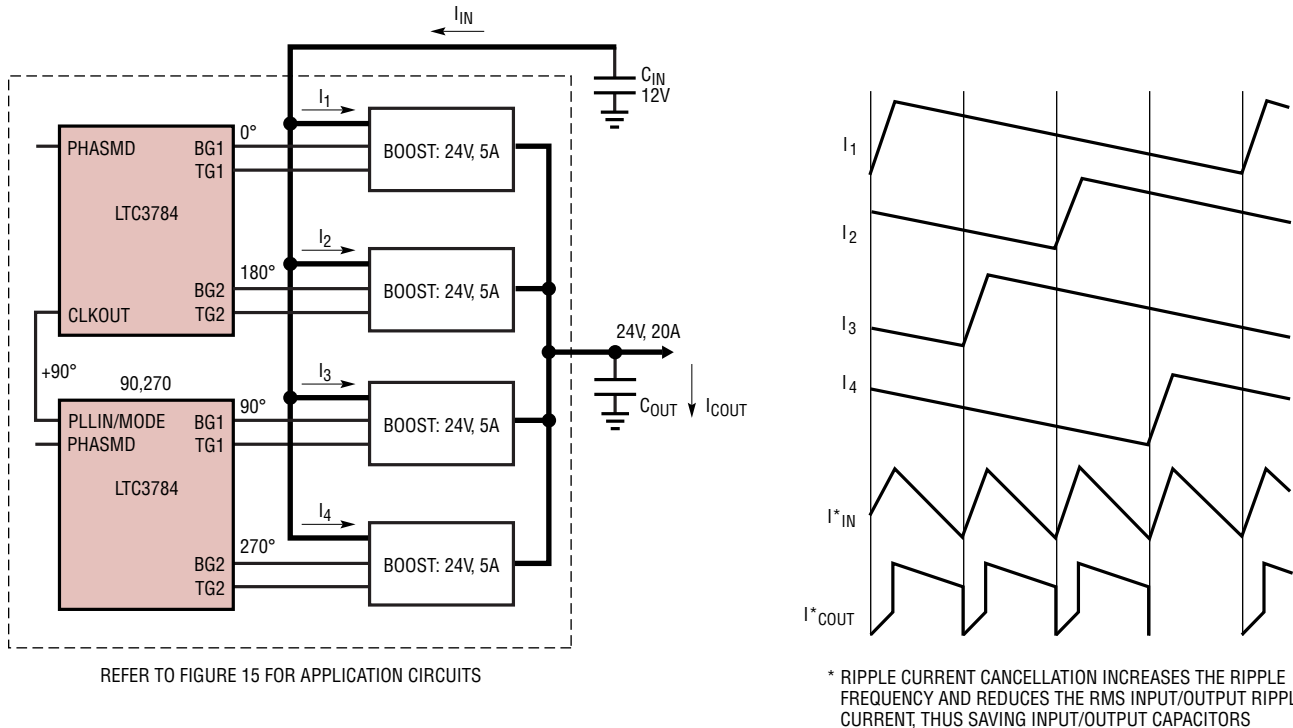 I_IN
C_IN
12V
I_1
0°
PHASMD
BG1
TG1
BOOST: 24V, 5A
LTC3784
I_2
180°
BG2
TG2
BOOST: 24V, 5A
CLKOUT
24V, 20A
+90°
90,270
I_3
90°
C_OUT
I_COUT
PLLIN/MODE
BG1
PHASMD
TG1
BOOST: 24V, 5A
LTC3784
I_4
270°
BG2
TG2
BOOST: 24V, 5A
REFER TO FIGURE 15 FOR APPLICATION CIRCUITS
I_1
I_2
I_3
I_4
I*_IN
I*_COUT
* RIPPLE CURRENT CANCELLATION INCREASES THE RIPPLE
FREQUENCY AND REDUCES THE RMS INPUT/OUTPUT RIPPL
CURRENT, THUS SAVING INPUT/OUTPUT CAPACITORS